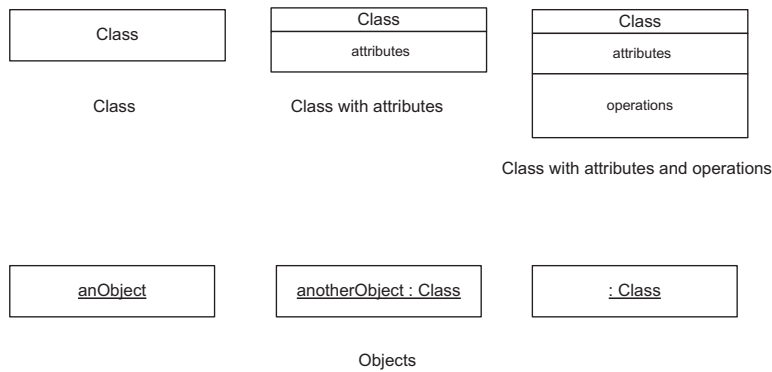 Class
Class
attributes
Class
attributes
operations
Class
Class with attributes
Class with attributes and operations
anObject
anotherObject : Class
: Class
Objects